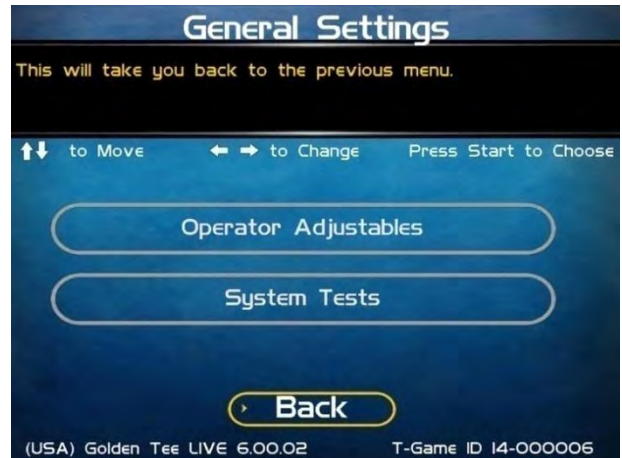 General Settings
This will take you back to the previous menu.
to Move to Change Press Start to Choose
Operator Adjustables
System Tests
Back
(USA) Golden Tee LIVE 6.00.02 T-Game ID 14-000006